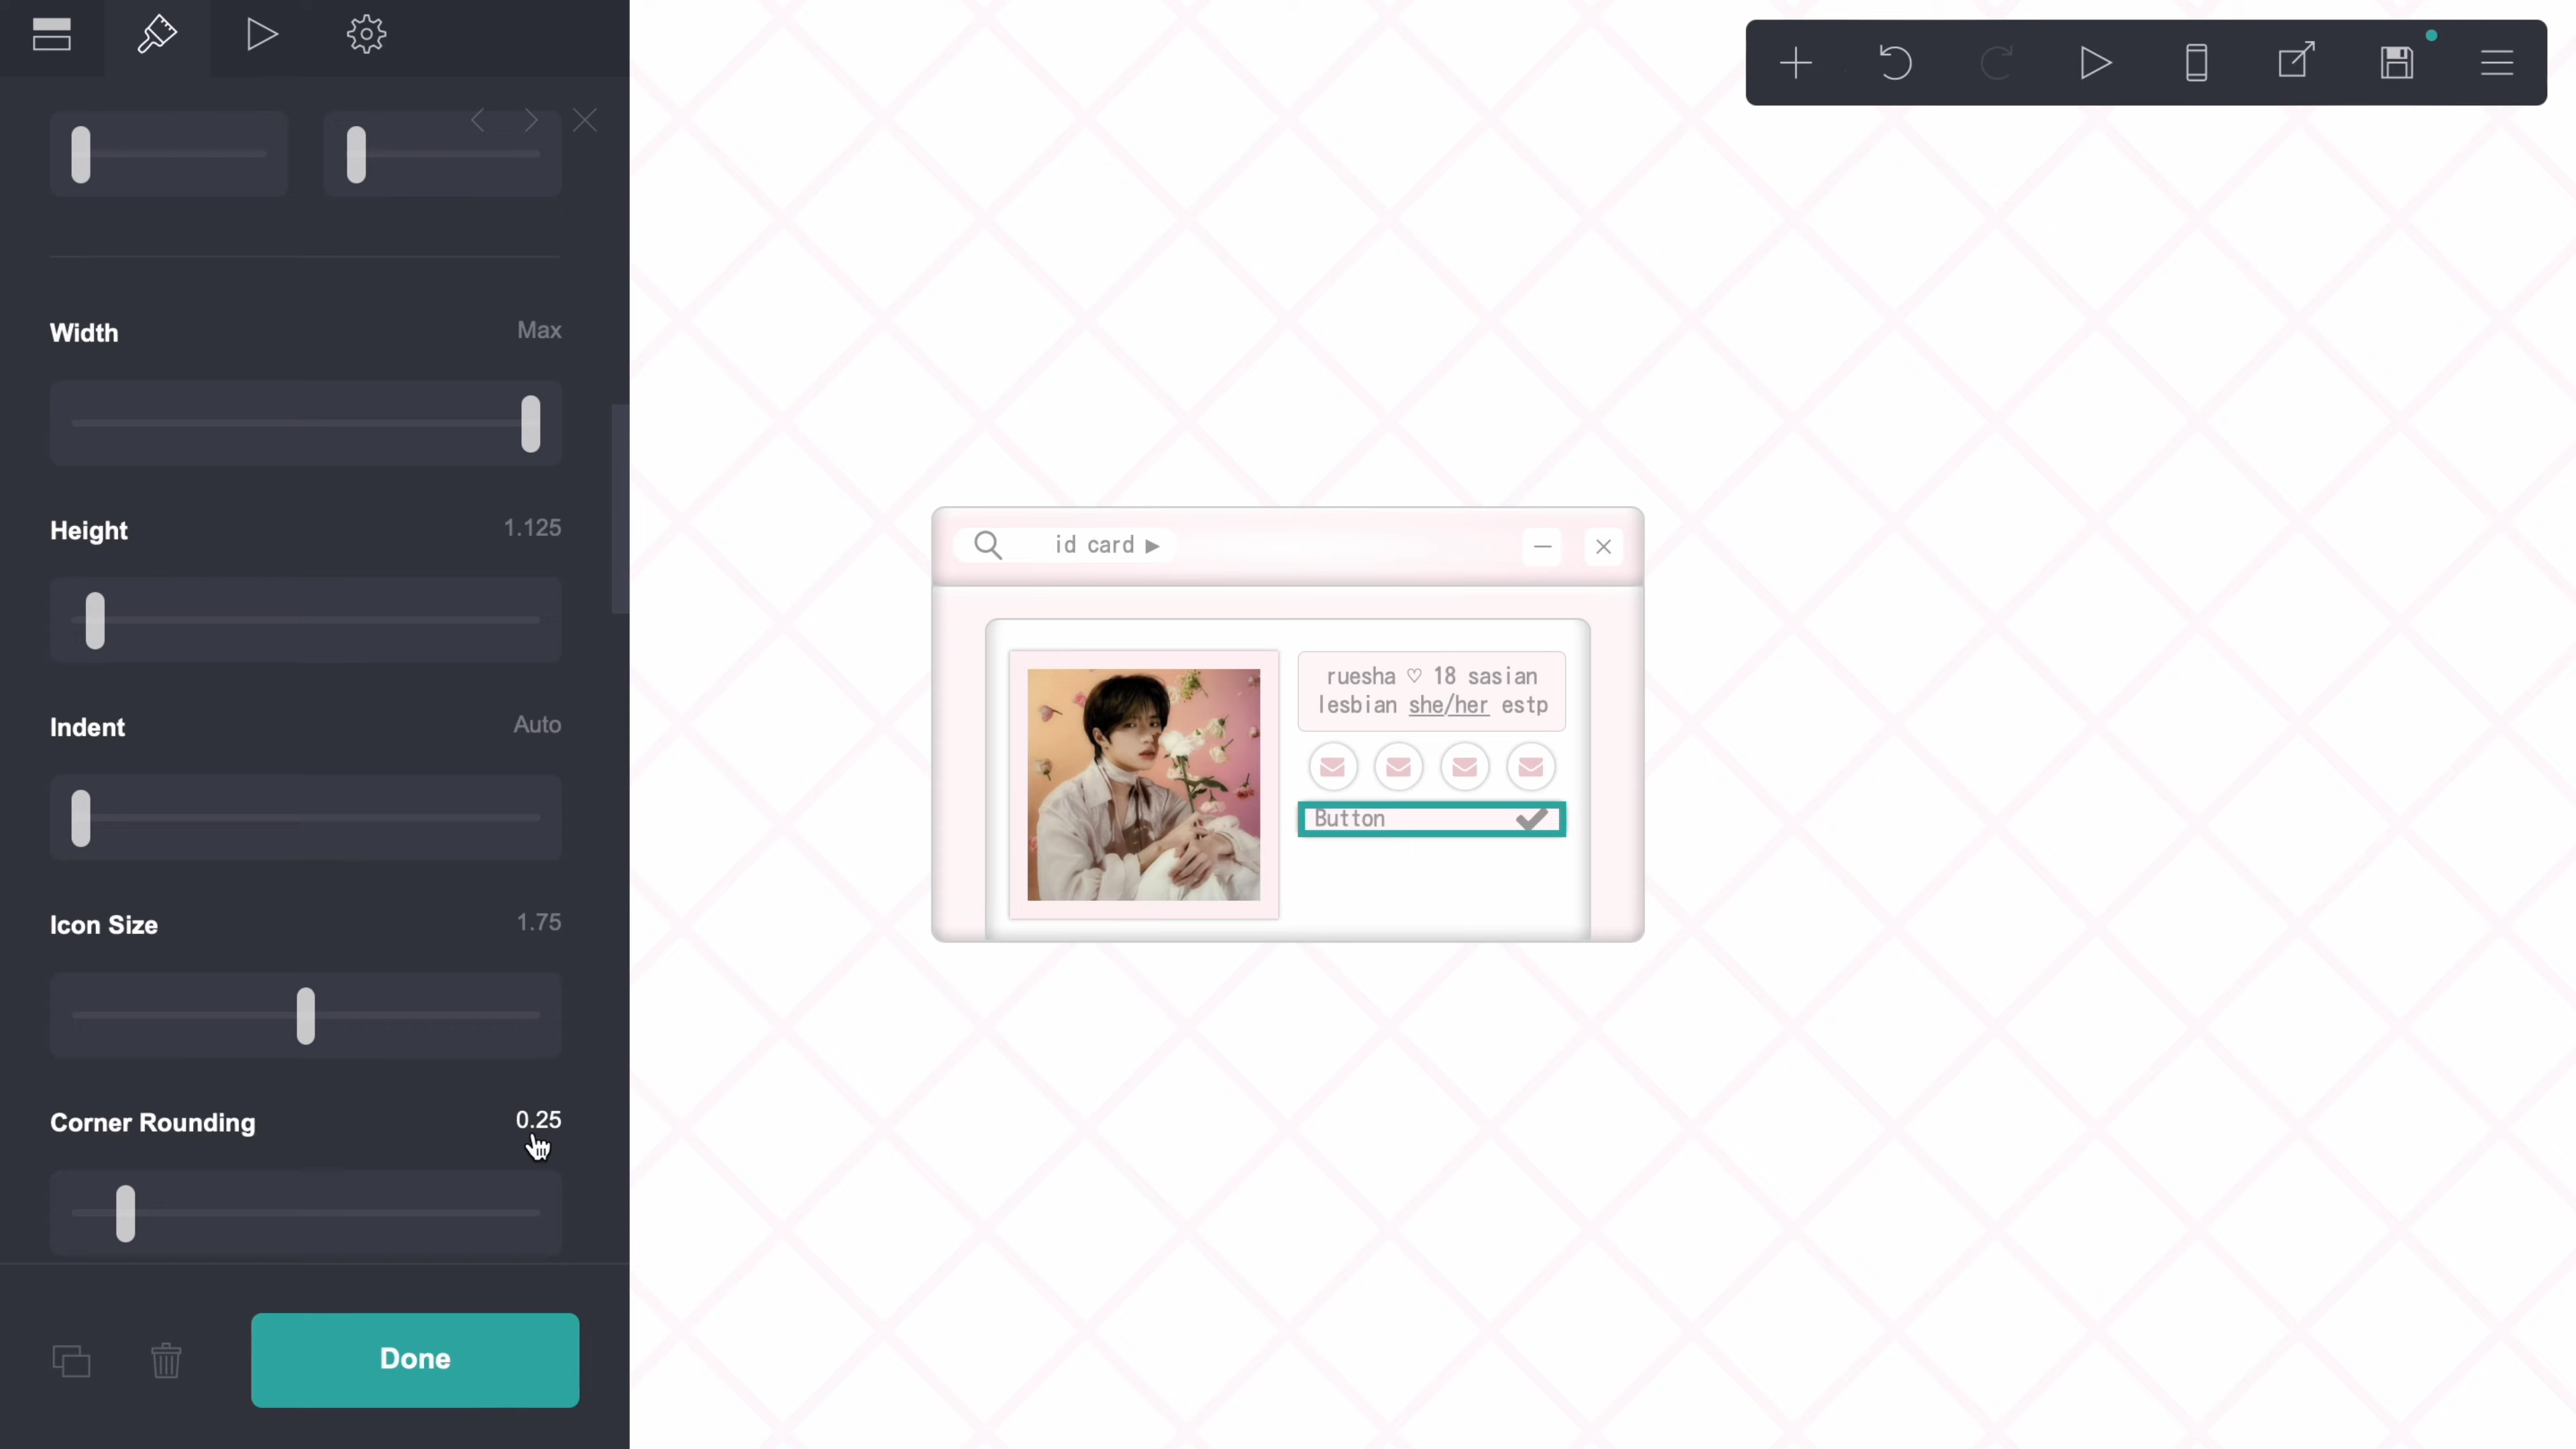 Width
Max
Height
1.125
Indent
Auto
Icon Size
1.75
Corner Rounding
0.25
Done
id card ▶
ruesha ♡ 18 sasian
lesbian she/her estp
Button